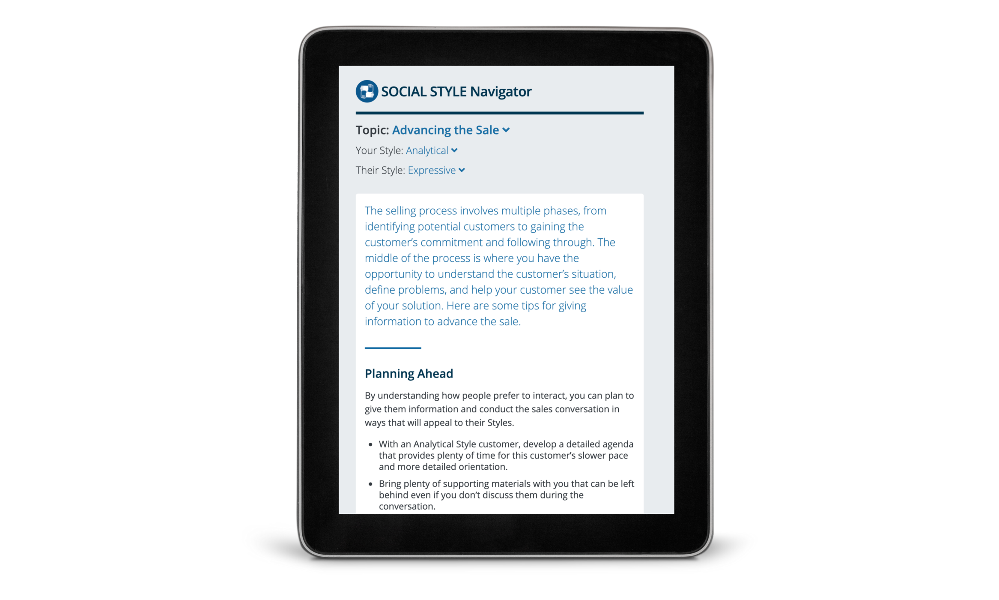 SOCIAL STYLE Navigator
Topic: Advancing the Sale
Your Style: Analytical
Their Style: Expressive
The selling process involves multiple phases, from
identifying potential customers to gaining the
customer’s commitment and following through. The
middle of the process is where you have the
opportunity to understand the customer’s situation,
define problems, and help your customer see the value
of your solution. Here are some tips for giving
information to advance the sale.
Planning Ahead
By understanding how people prefer to interact, you can plan to
give them information and conduct the sales conversation in
ways that will appeal to their Styles.
• With an Analytical Style customer, develop a detailed agenda
that provides plenty of time for this customer’s slower pace
and more detailed orientation.
• Bring plenty of supporting materials with you that can be left
behind even if you don’t discuss them during the
conversation.